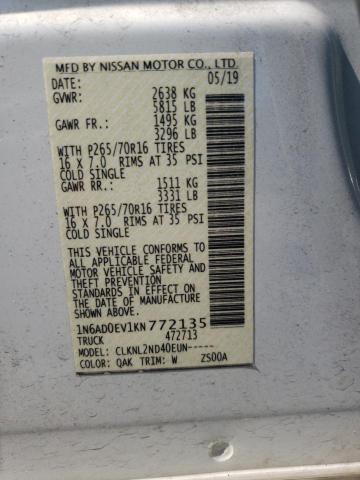 MFD BY NISSAN MOTOR CO., LTD.
DATE: 05/19
GVWR: 2638 KG
5815 LB
GAWR FR.: 1495 KG
3296 LB
WITH P265/70R16 TIRES
16 X 7.0 RIMS AT 35 PSI
COLD SINGLE
GAWR RR.: 1511 KG
3331 LB
WITH P265/70R16 TIRES
16 X 7.0 RIMS AT 35 PSI
COLD SINGLE
THIS VEHICLE CONFORMS TO
ALL APPLICABLE FEDERAL
MOTOR VEHICLE SAFETY AND
THEFT PREVENTION
STANDARDS IN EFFECT ON
THE DATE OF MANUFACTURE
SHOWN ABOVE.
1N6AD0EV1KN772135
TRUCK 472713
MODEL: CLKNL2ND40EUN-----
COLOR: QAK TRIM: W ZS00A